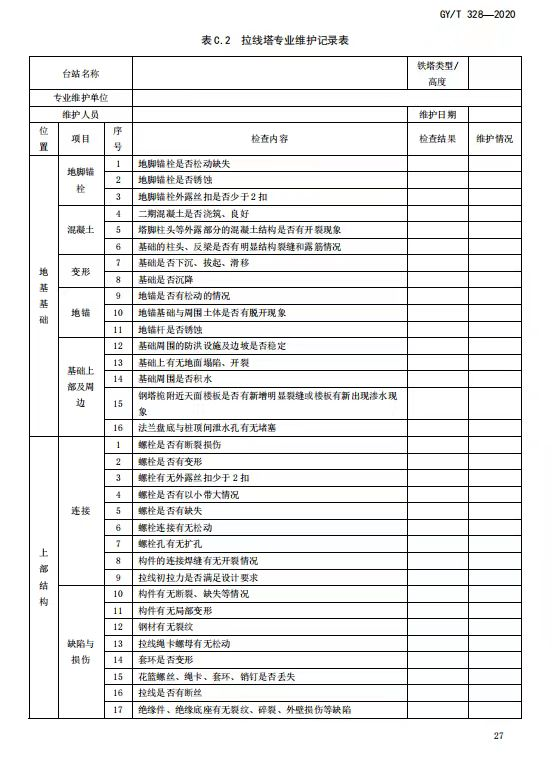 GY/T 328—2020
表 C.2 拉线塔专业维护记录表
台站名称 铁塔类型/
高度
专业维护单位
维护人员 维护日期
位
置 项目 序
号 检查内容 检查结果 维护情况
地
基
基
础
地脚锚
栓
1 地脚锚栓是否松动缺失
2 地脚锚栓是否锈蚀
3 地脚锚栓外露丝扣是否少于 2 扣
混凝土
4 二期混凝土是否浇筑、良好
5 塔脚柱头等外露部分的混凝土结构是否有开裂现象
6 基础的柱头、反梁是否有明显结构裂缝和露筋情况
变形
7 基础是否下沉、拔起、滑移
8 基础是否沉降
地锚
9 地锚是否有松动的情况
10 地锚基础与周围土体是否有脱开现象
11 地锚杆是否锈蚀
基础上
部及周
边
12 基础周围的防洪设施及边坡是否稳定
13 基础上有无地面塌陷、开裂
14 基础周围是否积水
15 钢塔桅附近天面楼板是否有新增明显裂缝或楼板有新出现渗水现
象
16 法兰盘底与桩顶间泄水孔有无堵塞
上
部
结
构
连接
1 螺栓是否有断裂损伤
2 螺栓是否有变形
3 螺栓有无外露丝扣少于 2 扣
4 螺栓是否有以小带大情况
5 螺栓是否有缺失
6 螺栓连接有无松动
7 螺栓孔有无扩孔
8 构件的连接焊缝有无开裂情况
9 拉线初拉力是否满足设计要求
缺陷与
损伤
10 构件有无断裂、缺失等情况
11 构件有无局部变形
12 钢材有无裂纹
13 拉线绳卡螺母有无松动
14 套环是否变形
15 花篮螺丝、绳卡、套环、销钉是否丢失
16 拉线是否有断丝
17 绝缘件、绝缘底座有无裂纹、碎裂、外壁损伤等缺陷
27